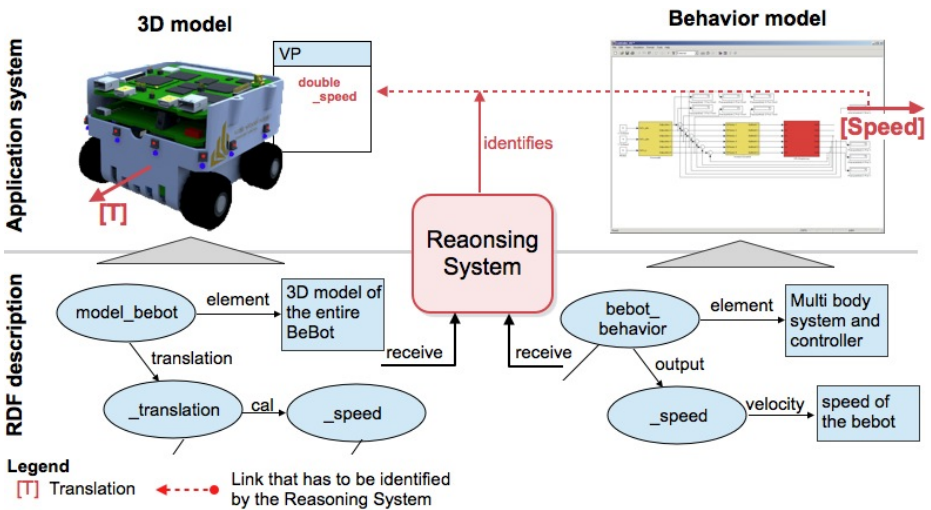 3D model
Behavior model
Application system
VP
double
_speed
[Speed]
identifies
[T]
Reaonsing
System
RDF description
model_bebot
element
3D model of
the entire
BeBot
translation
_translation
cal
_speed
receive
receive
bebot_
behavior
element
Multi body
system and
controller
output
_speed
velocity
speed of
the bebot
Legend
[T] Translation
Link that has to be identified
by the Reasoning System